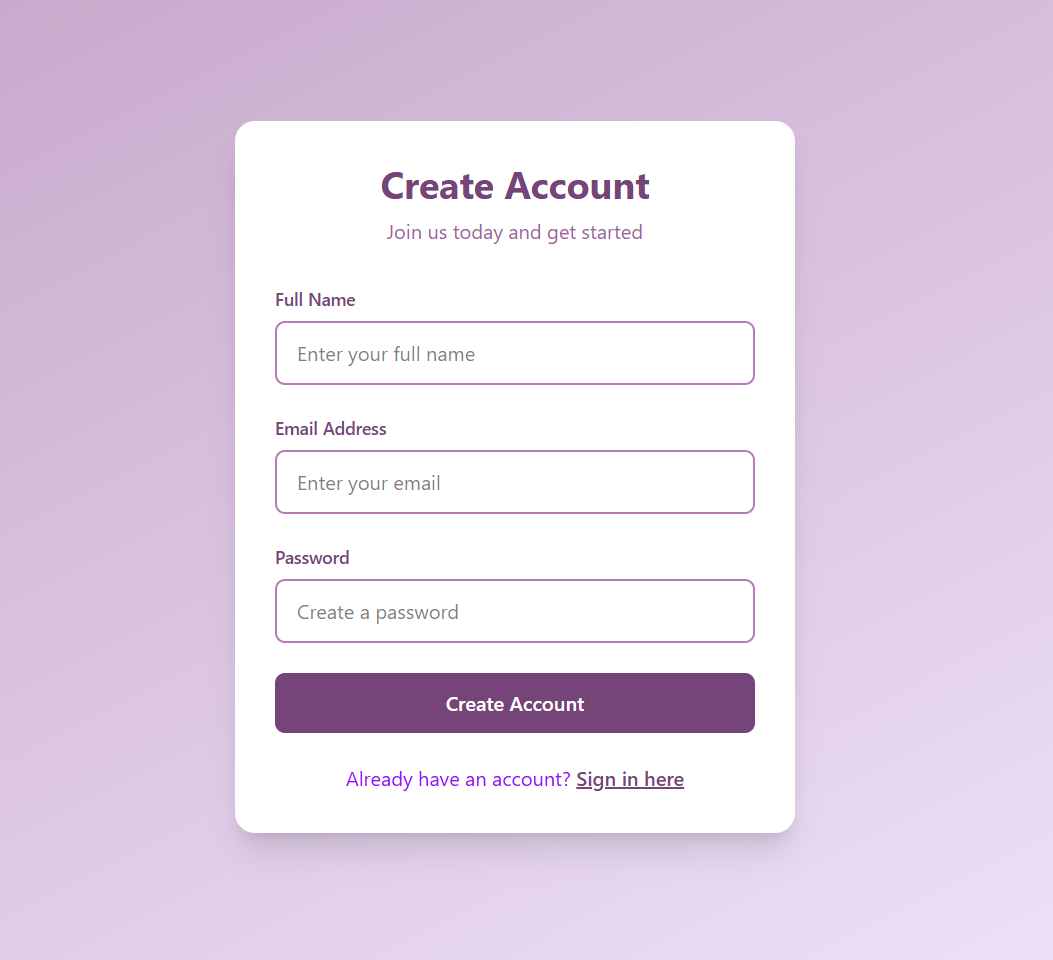 Create Account
Join us today and get started
Full Name
Enter your full name
Email Address
Enter your email
Password
Create a password
Create Account
Already have an account? Sign in here